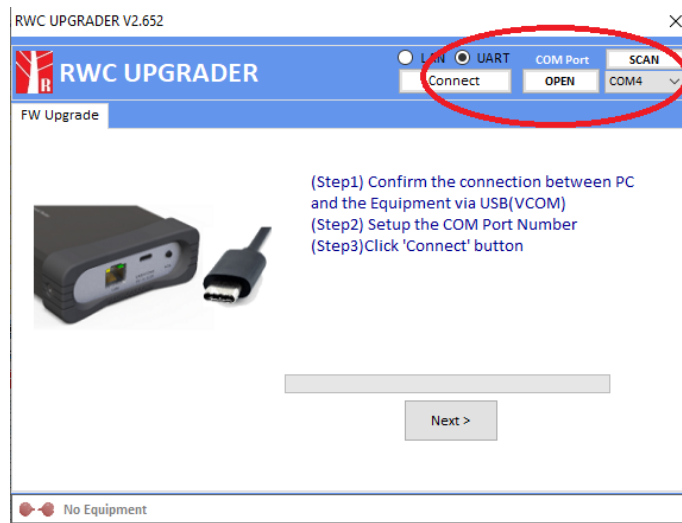 RWC UPGRADER V2.652
LAN UART COM Port SCAN
R RWC UPGRADER
Connect OPEN COM4
FW Upgrade
(Step1) Confirm the connection between PC
and the Equipment via USB(VCOM)
(Step2) Setup the COM Port Number
(Step3)Click 'Connect' button
Next >
No Equipment